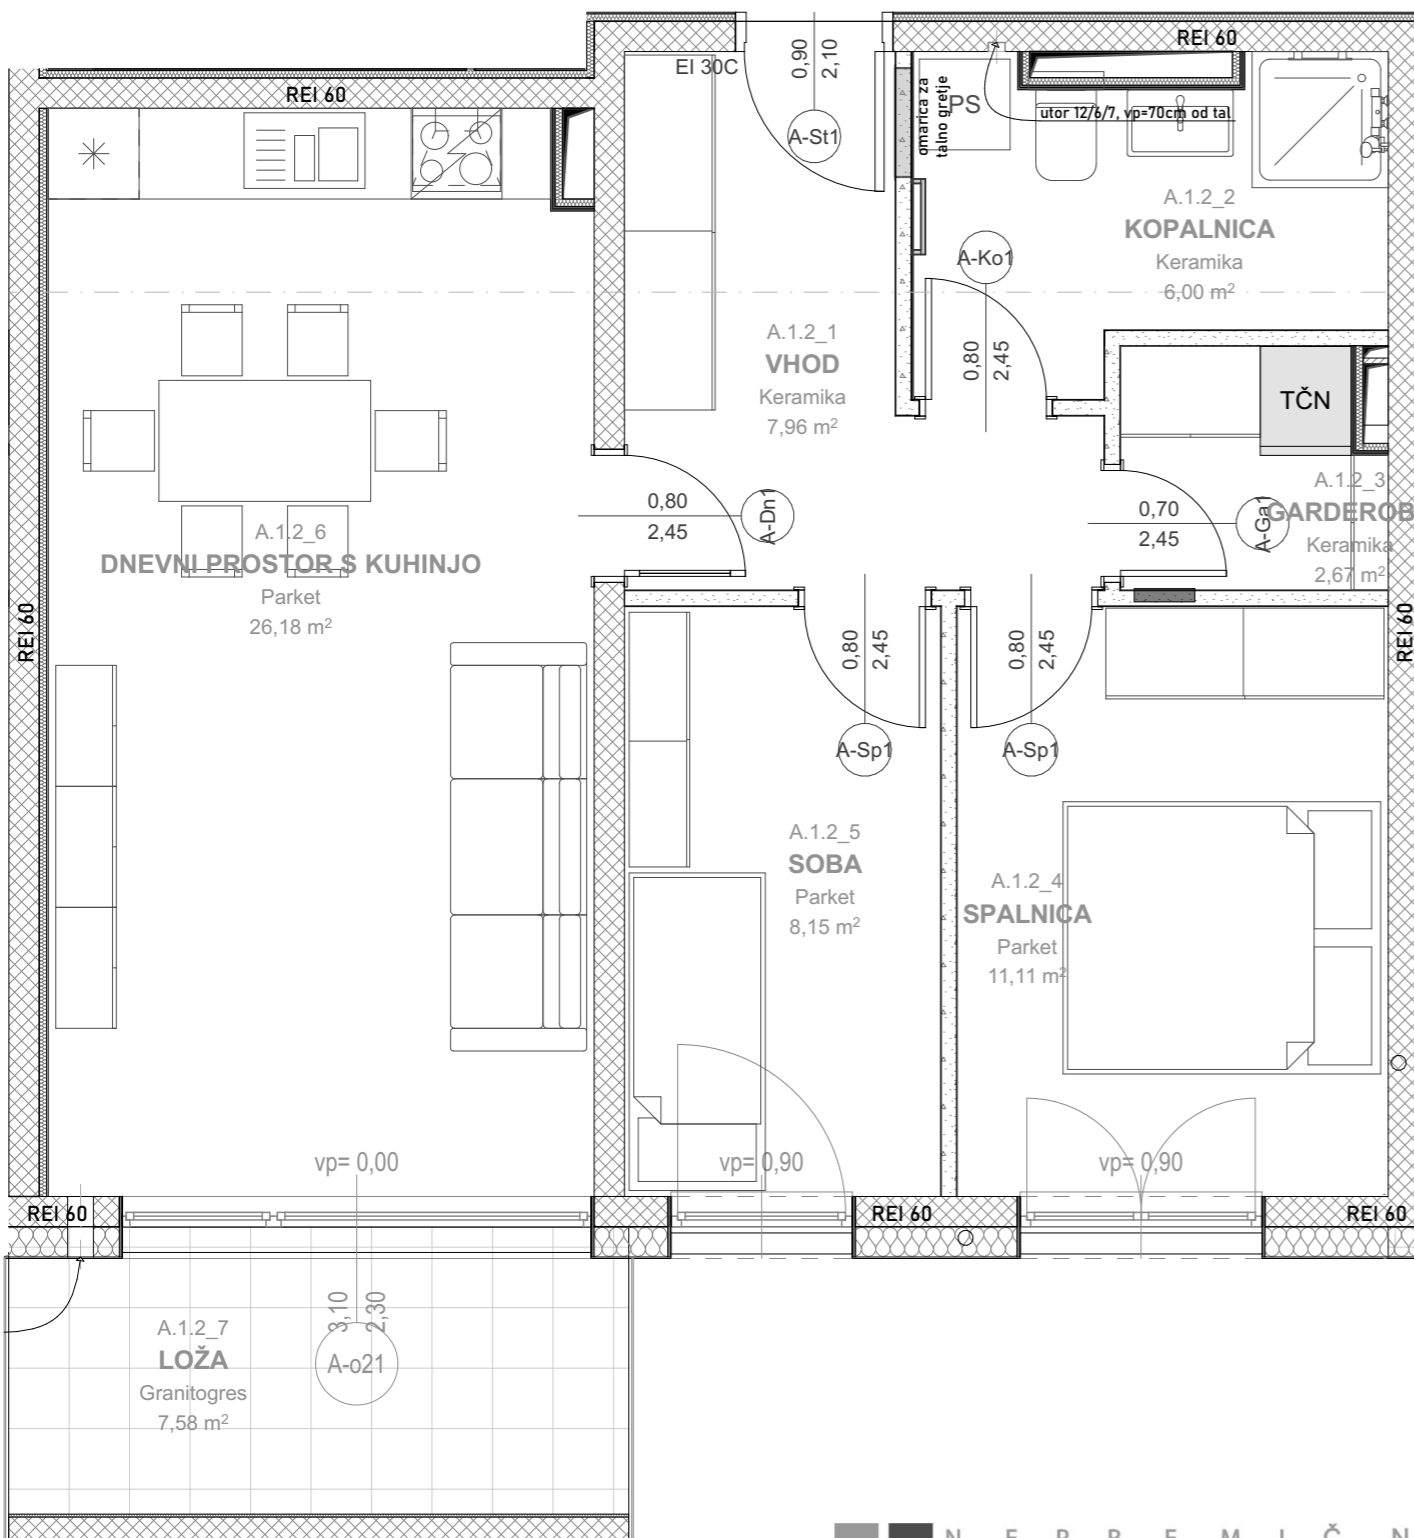 REI 60
REI 60
EI 30C
0,90
2,10
A-St1
omarica za
talno gretje
PS
utor 12/6/7, vp=70cm od tal
A.1.2_2
KOPALNICA
Keramika
6,00 m²
A-Ko1
0,80
2,45
A.1.2_1
VHOD
Keramika
7,96 m²
TČN
A.1.2_3
GARDEROB
Keramika
2,67 m²
0,70
2,45
A-Ga1
0,80
2,45
A-Dn1
A.1.2_6
DNEVNI PROSTOR S KUHINJO
Parket
26,18 m²
REI 60
REI 60
0,80
2,45
A-Sp1
0,80
2,45
A-Sp1
A.1.2_5
SOBA
Parket
8,15 m²
A.1.2_4
SPALNICA
Parket
11,11 m²
vp= 0,00
vp= 0,90
vp= 0,90
REI 60
REI 60
REI 60
3,10
2,30
A-o21
A.1.2_7
LOŽA
Granitogres
7,58 m²